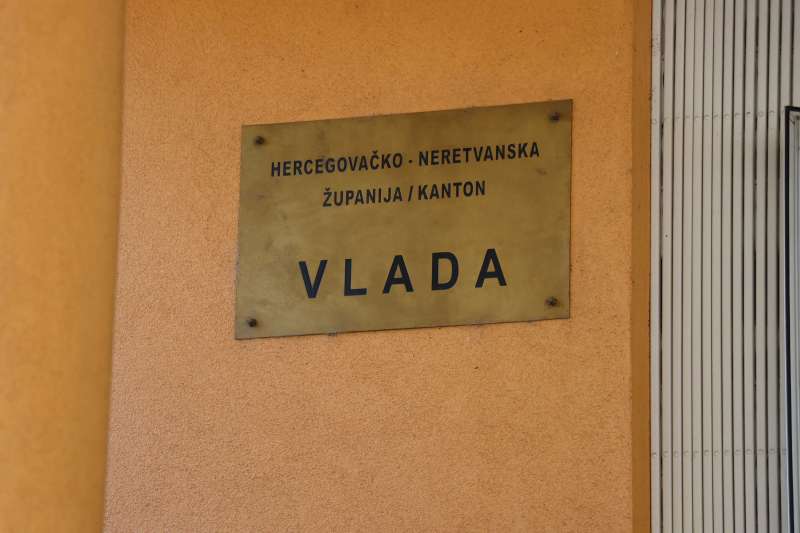 HERCEGOVAČKO - NERETVANSKA
ŽUPANIJA / KANTON
VLADA